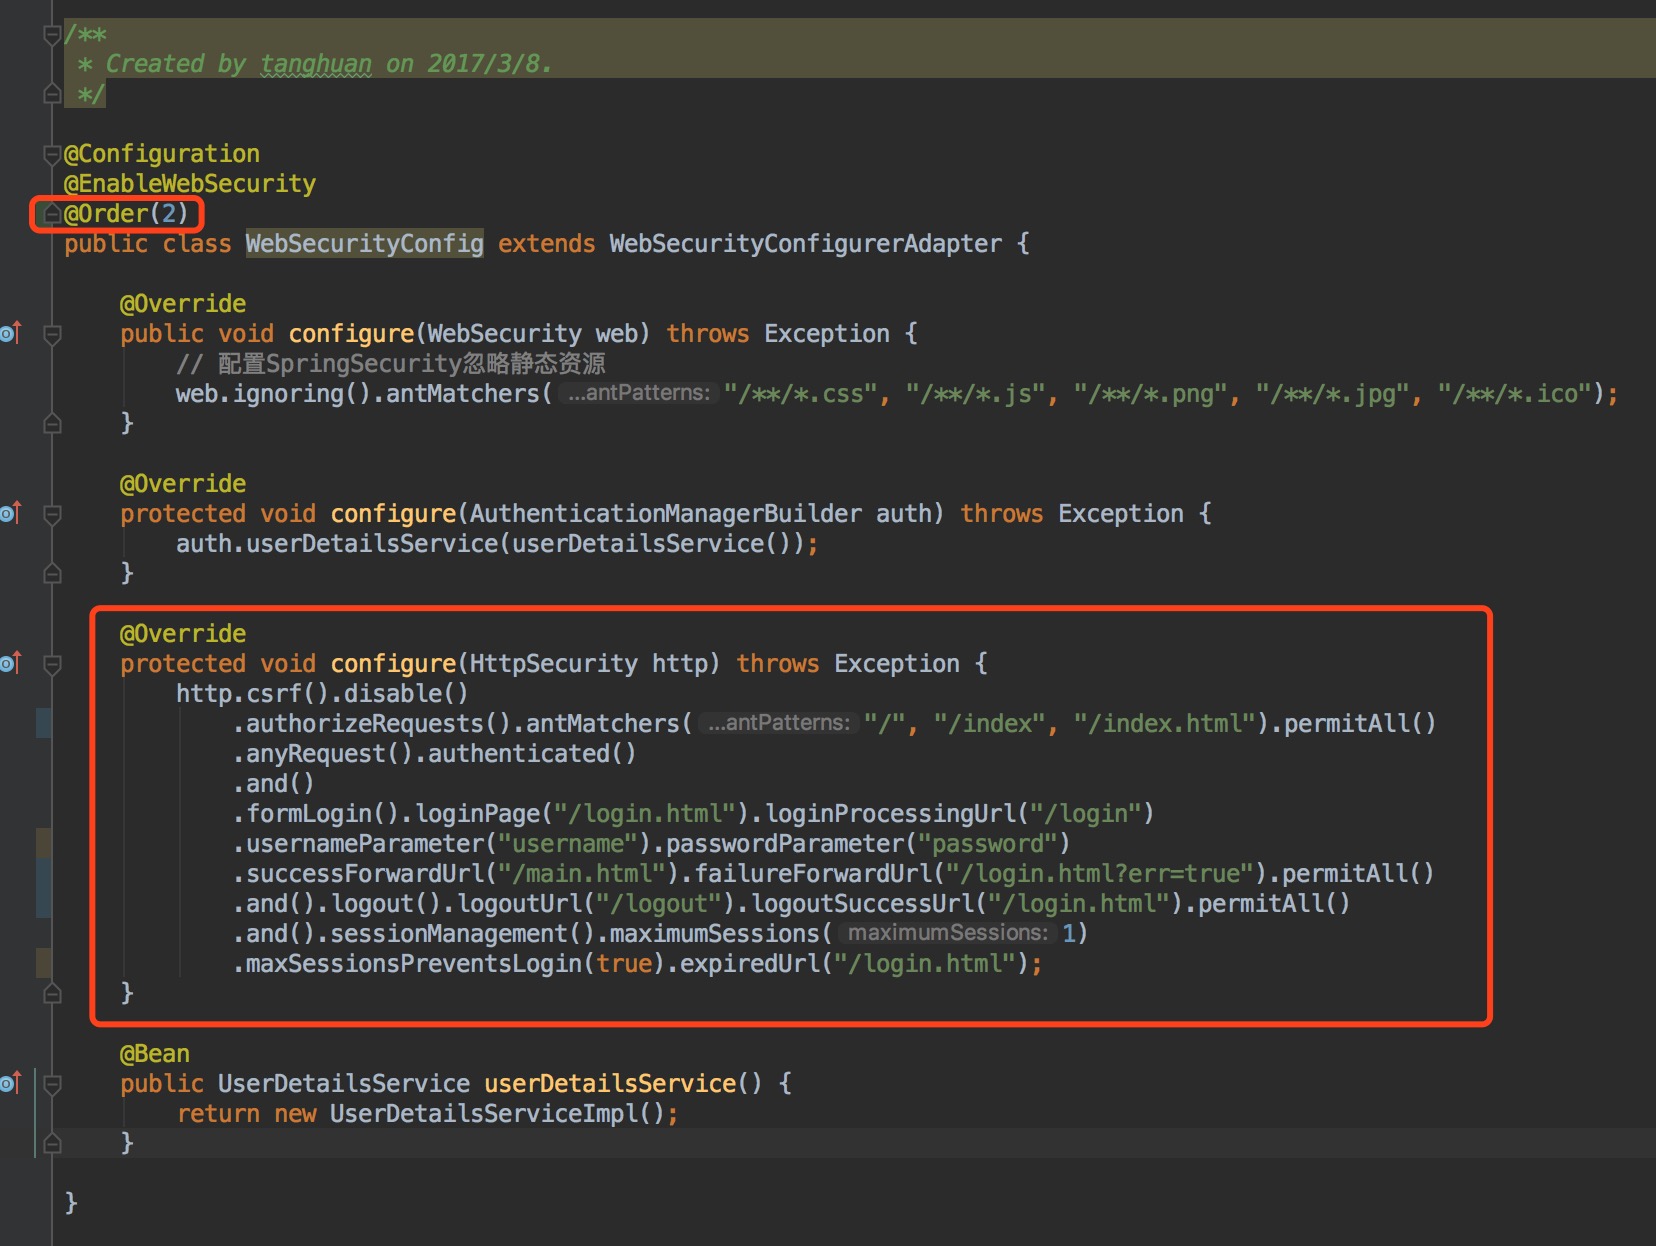 /**
 * Created by tanghuan on 2017/3/8.
 */
@Configuration
@EnableWebSecurity
@Order(2)
public class WebSecurityConfig extends WebSecurityConfigurerAdapter {
    @Override
    public void configure(WebSecurity web) throws Exception {
        // 配置SpringSecurity忽略静态资源
        web.ignoring().antMatchers( ...antPatterns: "/**/*.css", "/**/*.js", "/**/*.png", "/**/*.jpg", "/**/*.ico");
    }
    @Override
    protected void configure(AuthenticationManagerBuilder auth) throws Exception {
        auth.userDetailsService(userDetailsService());
    }
    @Override
    protected void configure(HttpSecurity http) throws Exception {
        http.csrf().disable()
            .authorizeRequests().antMatchers( ...antPatterns: "/", "/index", "/index.html").permitAll()
            .anyRequest().authenticated()
            .and()
            .formLogin().loginPage("/login.html").loginProcessingUrl("/login")
            .usernameParameter("username").passwordParameter("password")
            .successForwardUrl("/main.html").failureForwardUrl("/login.html?err=true").permitAll()
            .and().logout().logoutUrl("/logout").logoutSuccessUrl("/login.html").permitAll()
            .and().sessionManagement().maximumSessions( maximumSessions: 1)
            .maxSessionsPreventsLogin(true).expiredUrl("/login.html");
    }
    @Bean
    public UserDetailsService userDetailsService() {
        return new UserDetailsServiceImpl();
    }
}